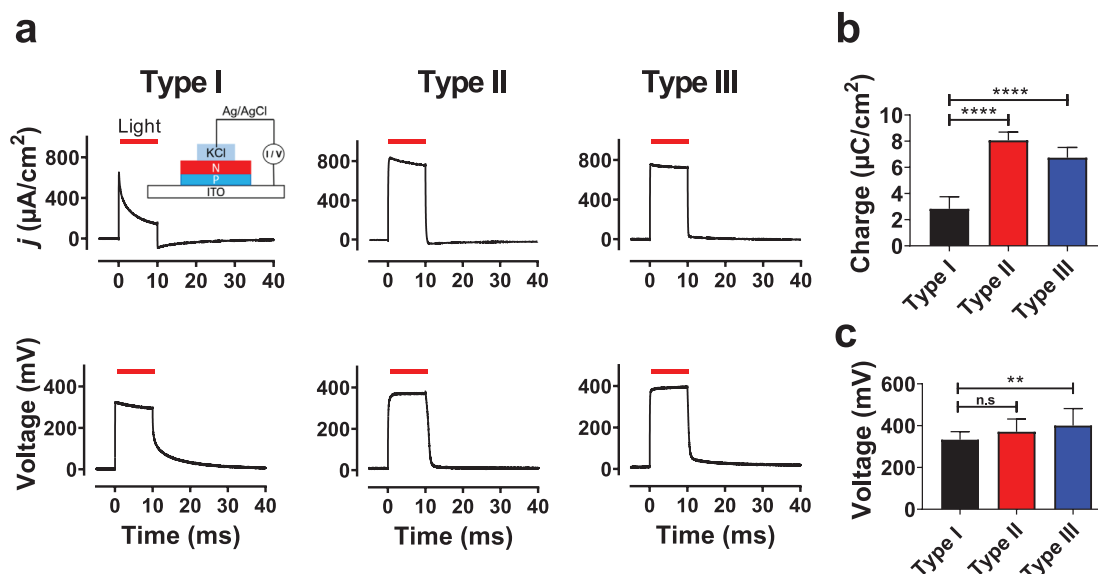 a
Type I
Type II
Type III
Light
Ag/AgCl
KCl
I / V
N
P
ITO
j (µA/cm²)
800
400
0
0 10 20 30 40
800
400
0
0 10 20 30 40
800
400
0
0 10 20 30 40
Voltage (mV)
400
200
0
0 10 20 30 40
Time (ms)
400
200
0
0 10 20 30 40
Time (ms)
400
200
0
0 10 20 30 40
Time (ms)
b
Charge (µC/cm²)
10
8
6
4
2
0
****
****
Type I
Type II
Type III
c
Voltage (mV)
600
400
200
0
**
n.s
Type I
Type II
Type III